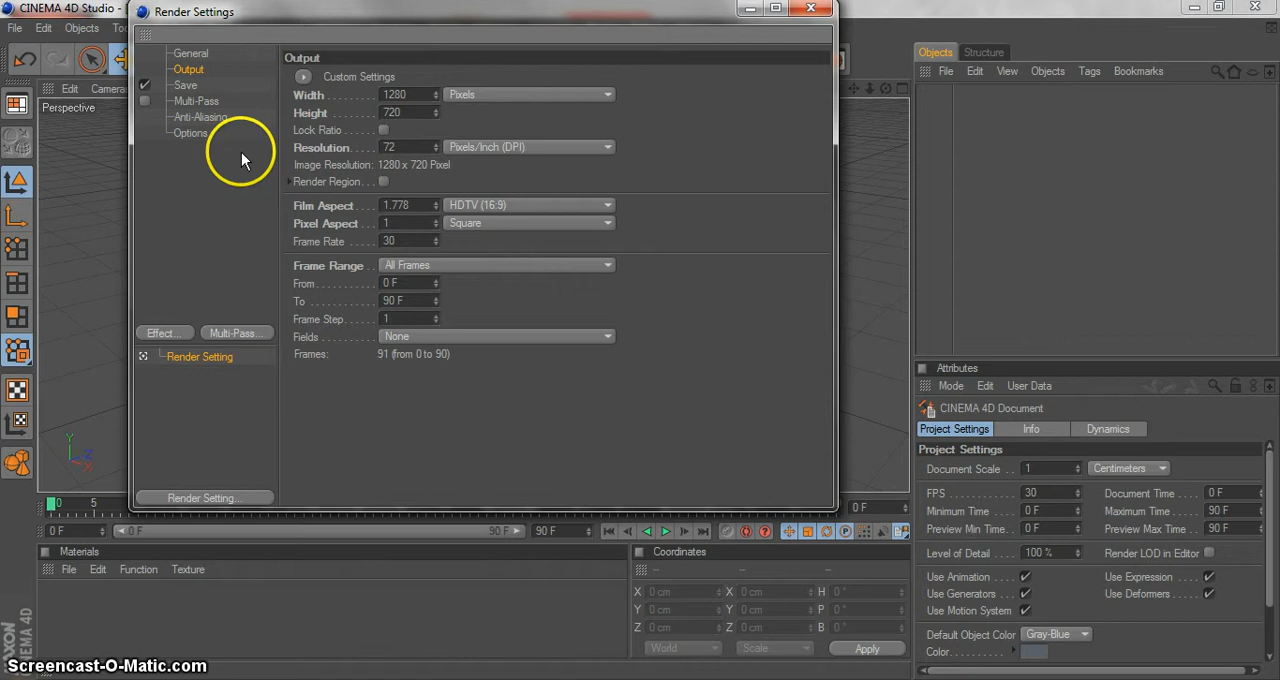 CINEMA 4D Studio -
Render Settings
File Edit Objects
General
Output
Save
Multi-Pass
Anti-Aliasing
Options
Effect...
Multi-Pass...
Render Setting
Render Setting...
Output
Custom Settings
Width 1280 Pixels
Height 720
Lock Ratio
Resolution 72 Pixels/Inch (DPI)
Image Resolution: 1280 x 720 Pixel
Render Region
Film Aspect 1.778 HDTV (16:9)
Pixel Aspect 1 Square
Frame Rate 30
Frame Range All Frames
From 0 F
To 90 F
Frame Step 1
Fields None
Frames: 91 (from 0 to 90)
Edit Cameras
Perspective
Y
Z
X
0 5
0 F
0 F 0 F 90 F 90 F
Objects Structure
File Edit View Objects Tags Bookmarks
Attributes
Mode Edit User Data
CINEMA 4D Document
Project Settings Info Dynamics
Project Settings
Document Scale 1 Centimeters
FPS 30 Document Time 0 F
Minimum Time 0 F Maximum Time 90 F
Preview Min Time 0 F Preview Max Time 90 F
Level of Detail 100 % Render LOD in Editor
Use Animation Use Expression
Use Generators Use Deformers
Use Motion System
Default Object Color Gray-Blue
Color
Materials
File Edit Function Texture
Coordinates
-- -- --
X 0 cm X 0 cm H 0 °
Y 0 cm Y 0 cm P 0 °
Z 0 cm Z 0 cm B 0 °
World Scale Apply
MAXON
CINEMA 4D
Screencast-O-Matic.com